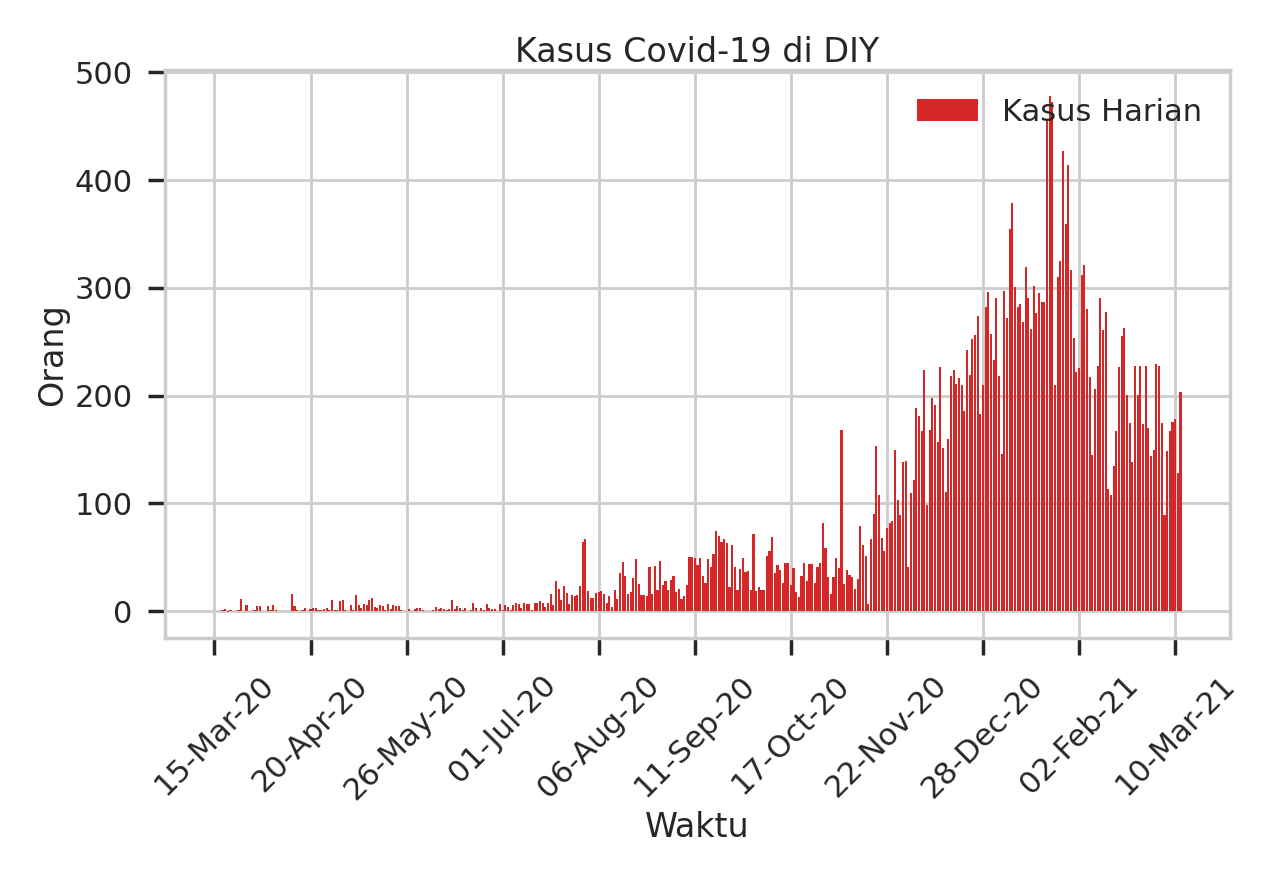 Kasus Covid-19 di DIY
Kasus Harian
500
400
300
200
100
0
Orang
15-Mar-20
20-Apr-20
26-May-20
01-Jul-20
06-Aug-20
11-Sep-20
17-Oct-20
22-Nov-20
28-Dec-20
02-Feb-21
10-Mar-21
Waktu